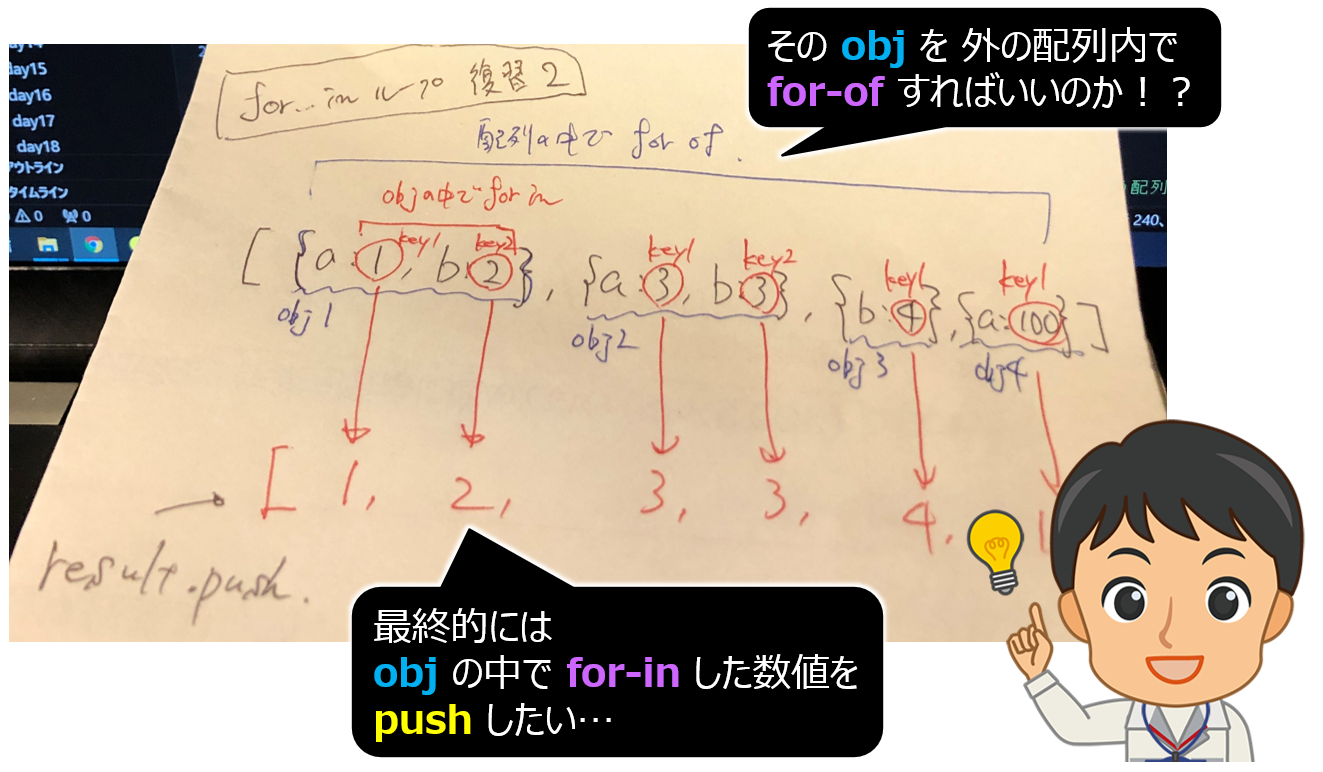 その obj を 外の配列内で
for-of すればいいのか！？
day15
day16
day17
day18
アウトライン
タイムライン
0 0
for...in ループ 復習 2
配列の中で for of.
objの中で for in
配列
240、
key1 key2 key1 key2 key1 key1
[ {a:1, b:2}, {a:3, b:3}, {b:4}, {a:100} ]
obj1 obj2 obj3 obj4
[ 1, 2, 3, 3, 4, 1
result.push.
最終的には
obj の中で for-in した数値を
push したい…